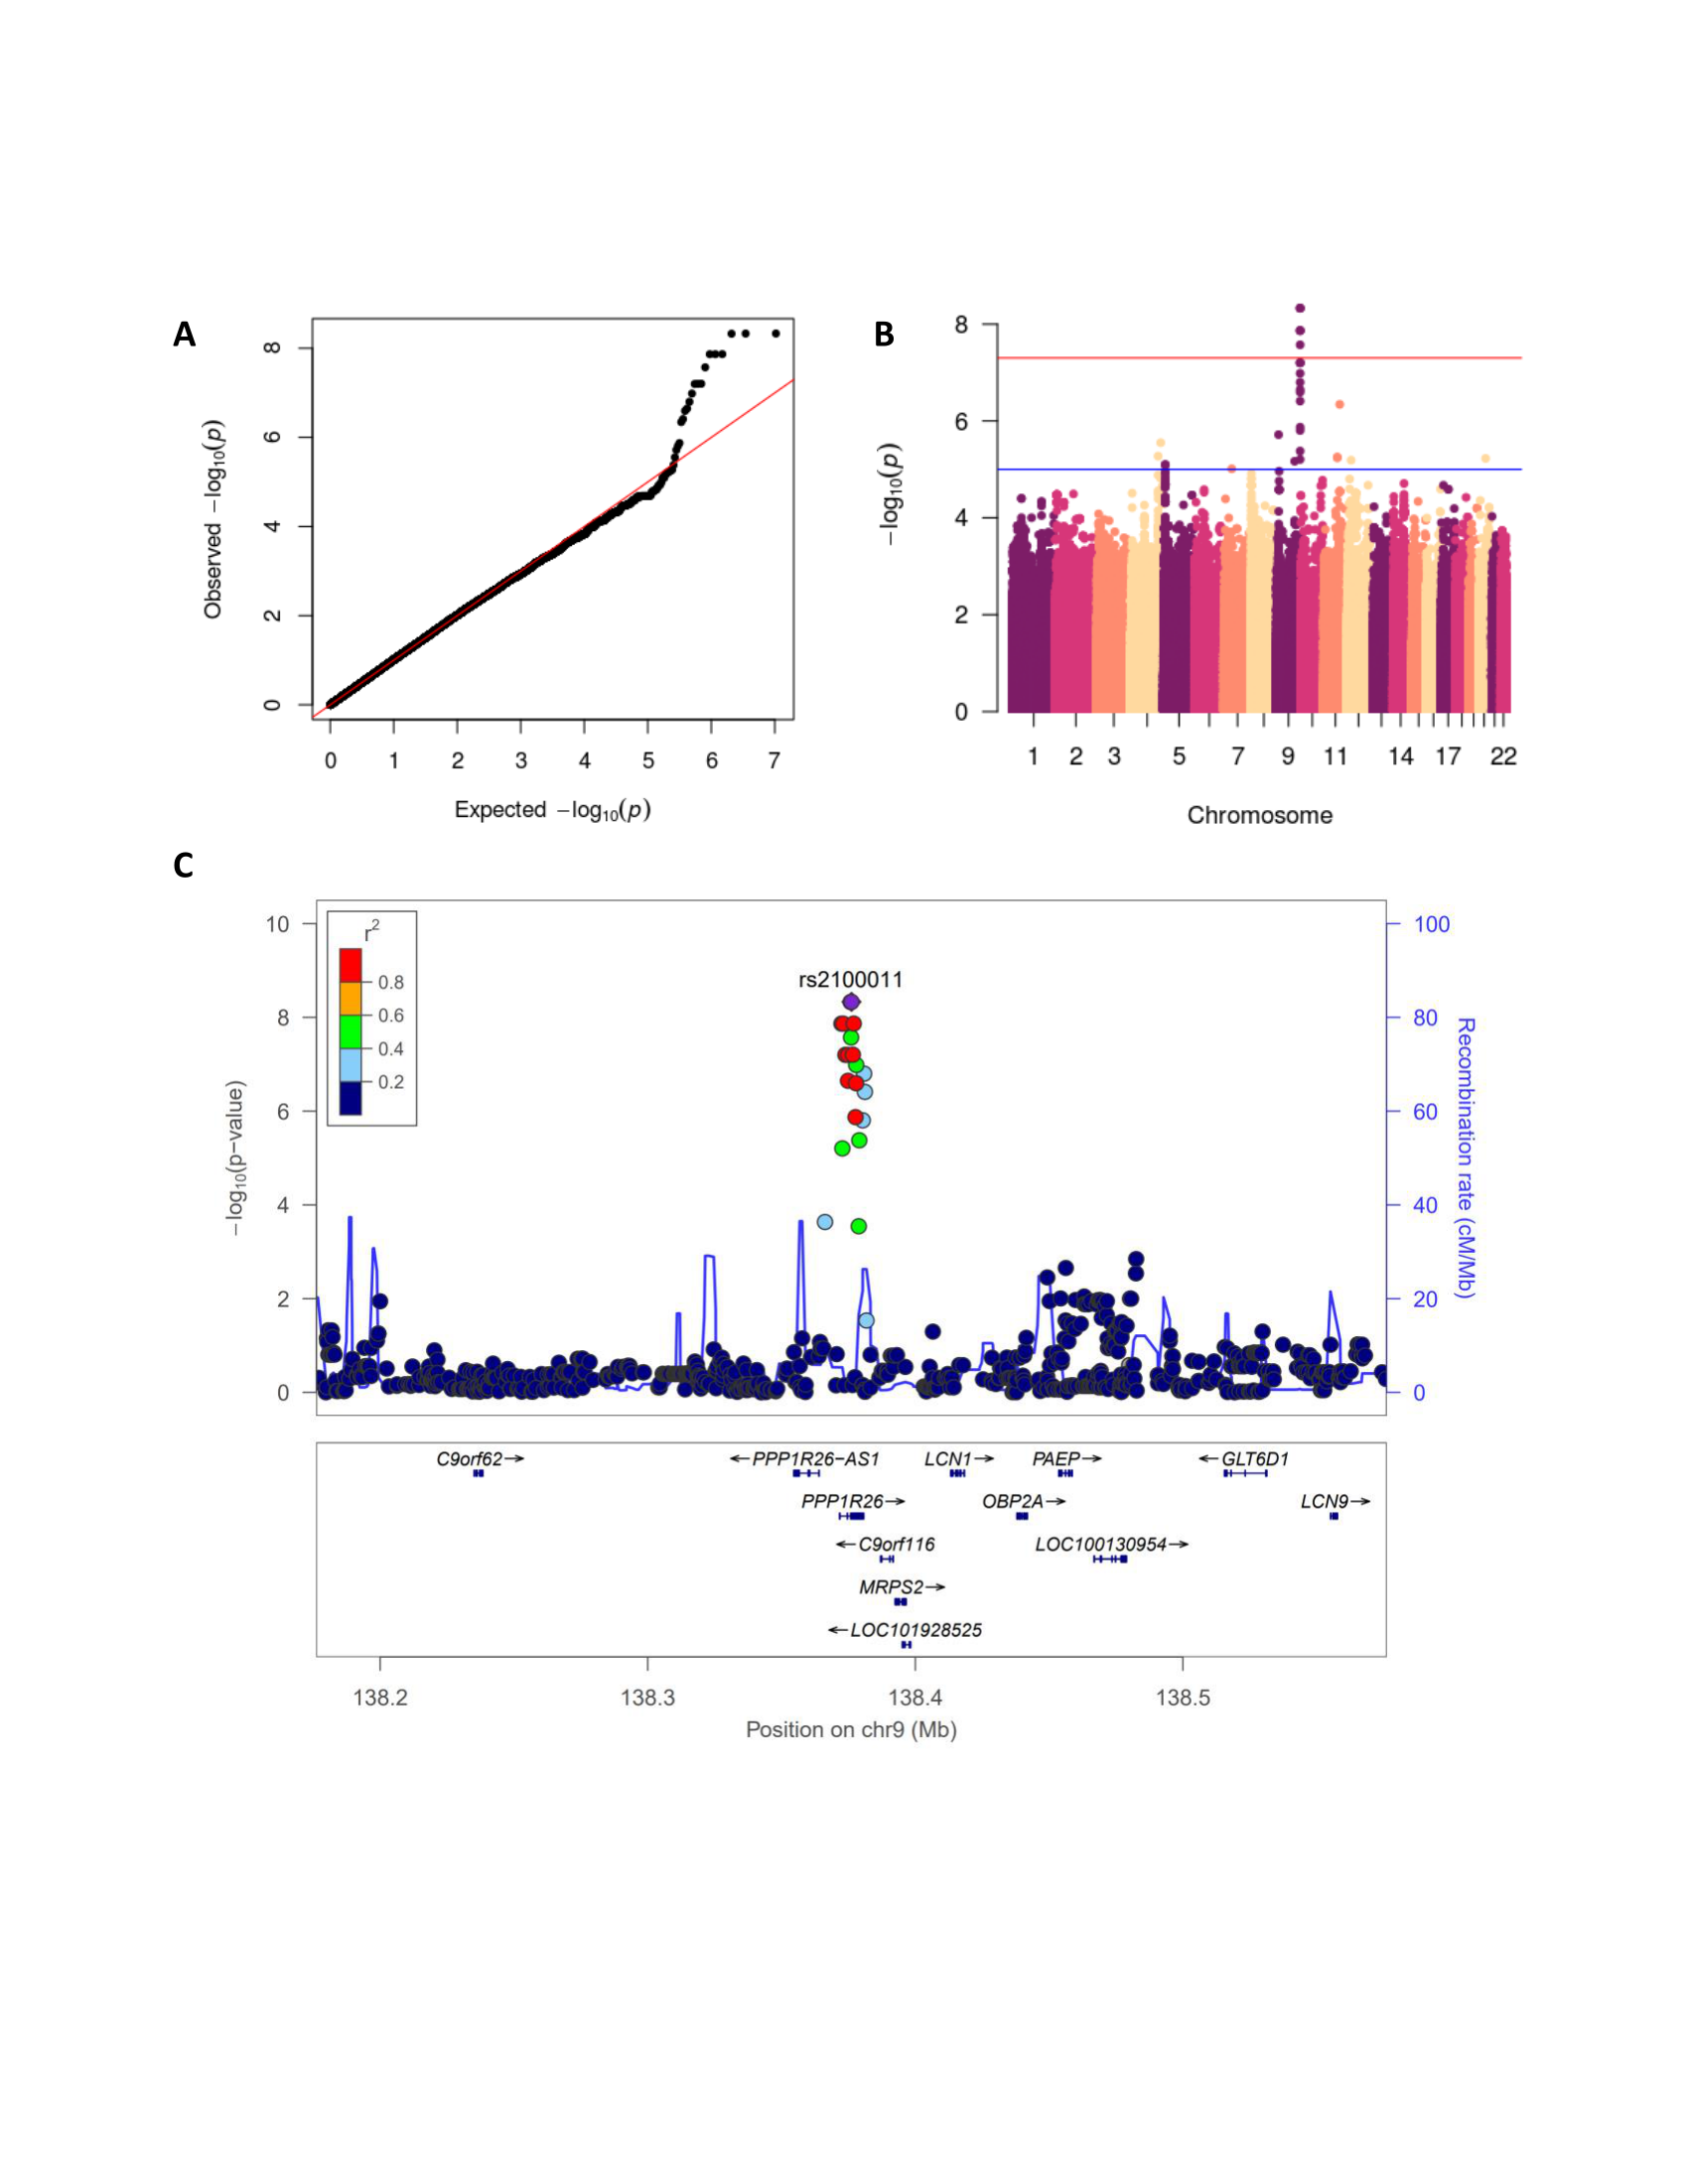 A
8
6
4
2
0
Observed −log10(p)
0 1 2 3 4 5 6 7
Expected −log10(p)
B
8
6
4
2
0
−log10(p)
1 2 3 5 7 9 11 14 17 22
Chromosome
C
10
8
6
4
2
0
−log10(p−value)
r2
0.8
0.6
0.4
0.2
rs2100011
100
80
60
40
20
0
Recombination rate (cM/Mb)
C9orf62→ ←PPP1R26−AS1 LCN1→ PAEP→ ←GLT6D1
PPP1R26→ OBP2A→ LCN9→
←C9orf116 LOC100130954→
MRPS2→
←LOC101928525
138.2 138.3 138.4 138.5
Position on chr9 (Mb)